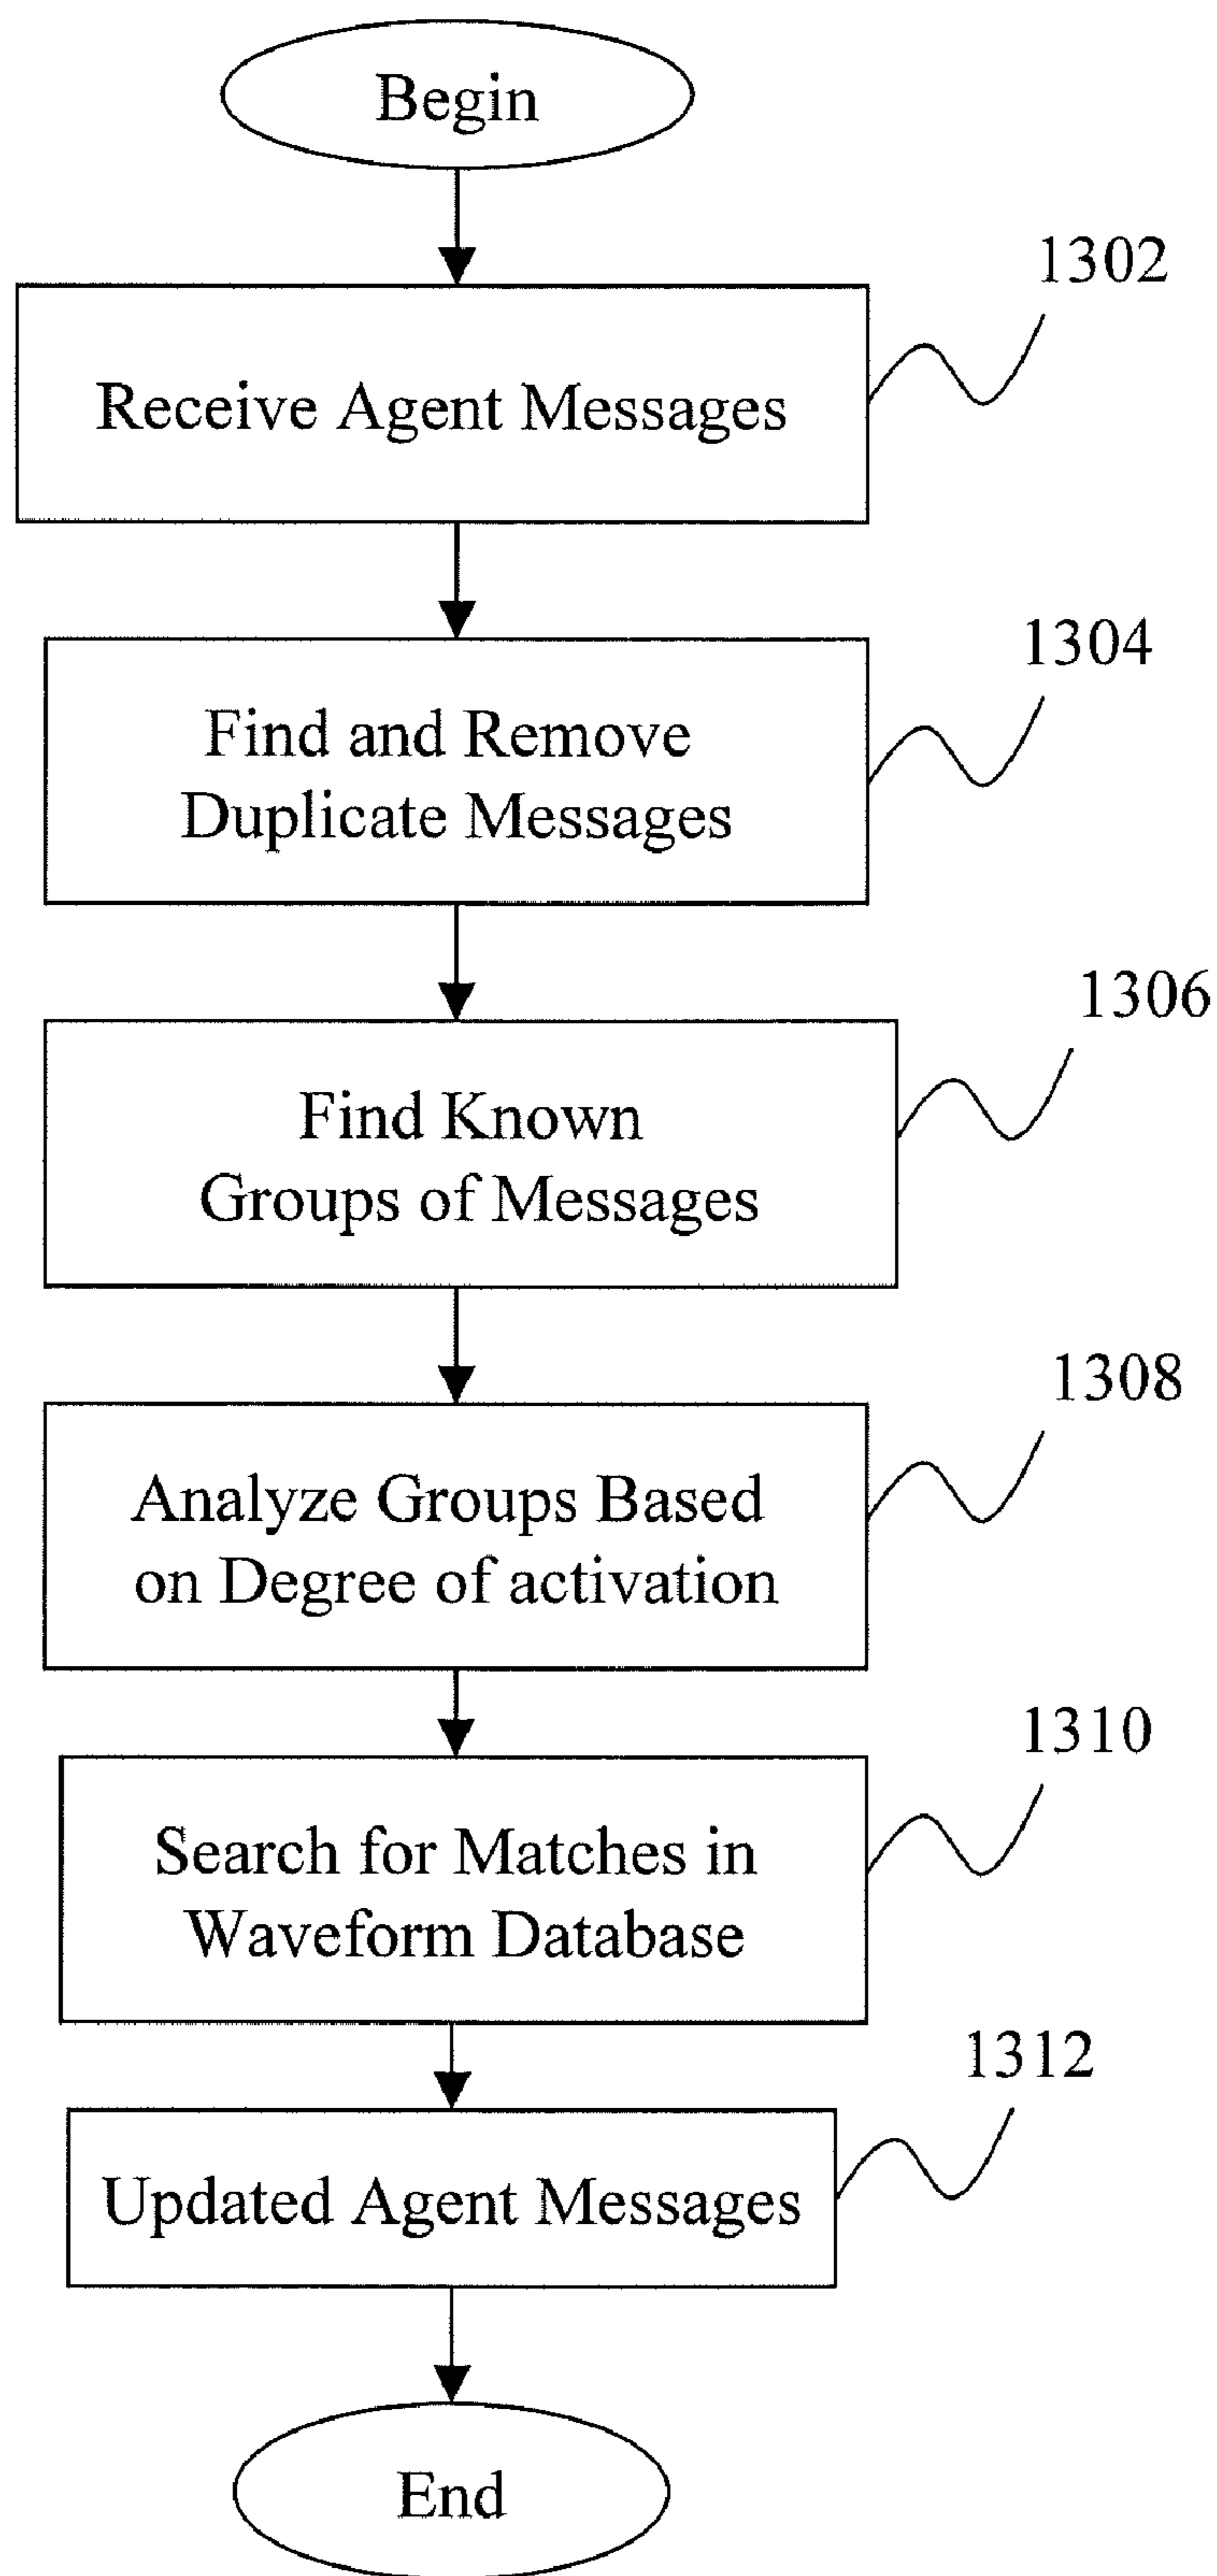 Begin
1302
Receive Agent Messages
1304
Find and Remove
Duplicate Messages
1306
Find Known
Groups of Messages
1308
Analyze Groups Based
on Degree of activation
1310
Search for Matches in
Waveform Database
1312
Updated Agent Messages
End